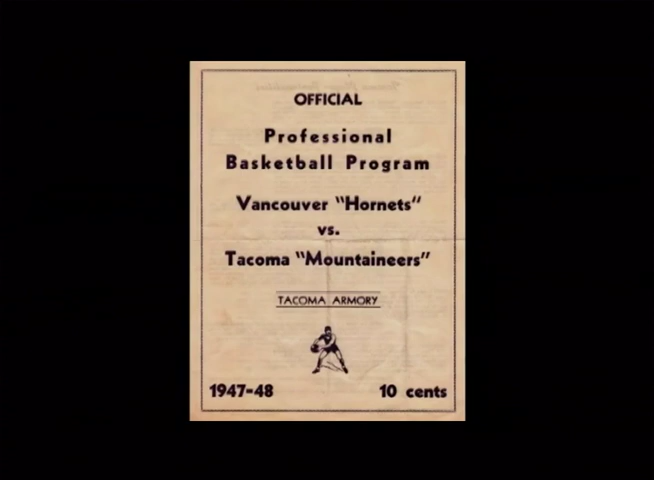 OFFICIAL
Professional
Basketball Program
Vancouver "Hornets"
vs.
Tacoma "Mountaineers"
TACOMA ARMORY
1947-48
10 cents